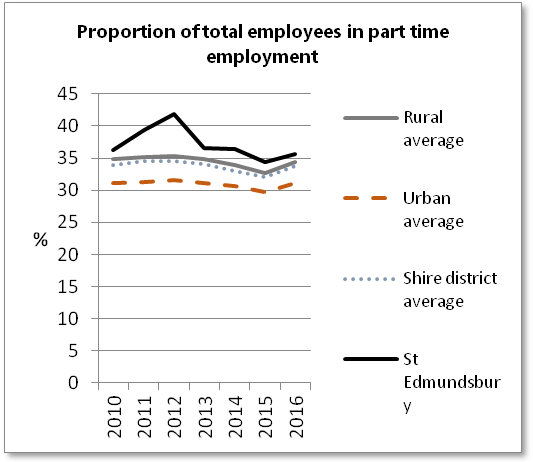 Proportion of total employees in part time
employment
45
40
35
30
25
20
15
10
5
0
%
2010
2011
2012
2013
2014
2015
2016
Rural
average
Urban
average
Shire district
average
St
Edmundsbur
y